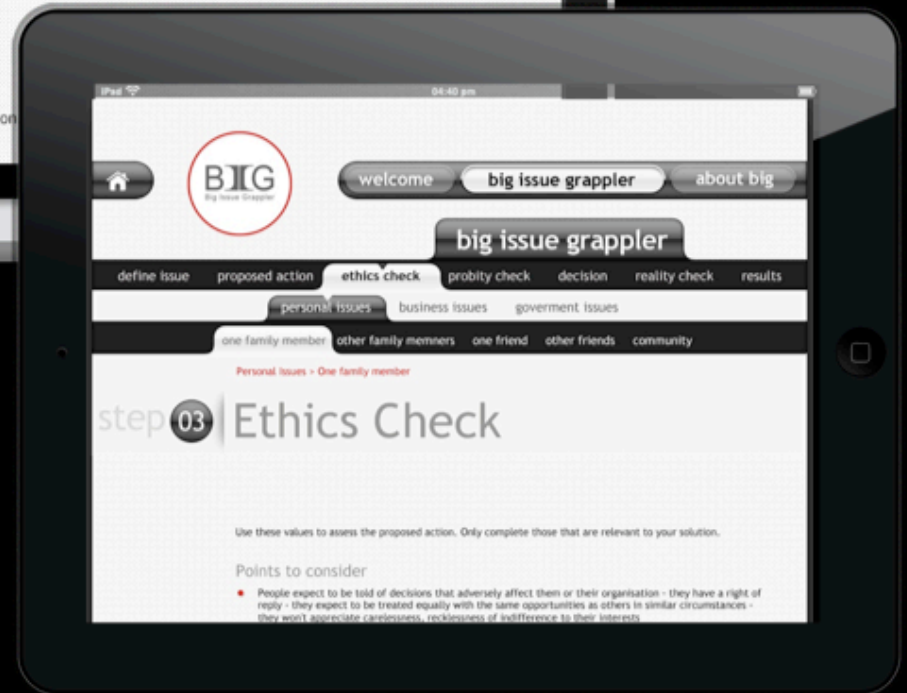 on
iPad 04:40 pm
BIG
Big Issue Grappler
welcome big issue grappler about big
big issue grappler
define issue proposed action ethics check probity check decision reality check results
personal issues business issues goverment issues
one family member other family memners one friend other friends community
Personal Issues > One family member
step 03 Ethics Check
Use these values to assess the proposed action. Only complete those that are relevant to your solution.
Points to consider
People expect to be told of decisions that adversely affect them or their organisation - they have a right of
reply - they expect to be treated equally with the same opportunities as others in similar circumstances -
they won't appreciate carelessness, recklessness of indifference to their interests